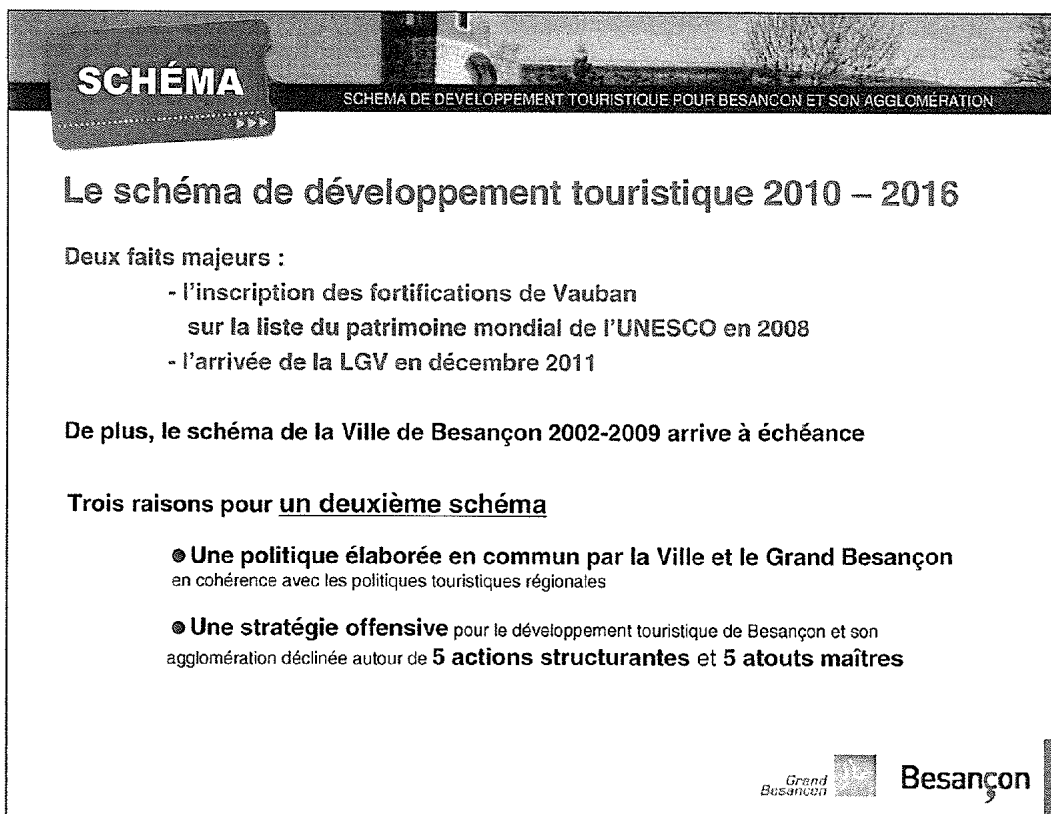 SCHÉMA
SCHEMA DE DEVELOPPEMENT TOURISTIQUE POUR BESANCON ET SON AGGLOMÉRATION
Le schéma de développement touristique 2010 – 2016
Deux faits majeurs :
- l'inscription des fortifications de Vauban
sur la liste du patrimoine mondial de l'UNESCO en 2008
- l'arrivée de la LGV en décembre 2011
De plus, le schéma de la Ville de Besançon 2002-2009 arrive à échéance
Trois raisons pour un deuxième schéma
● Une politique élaborée en commun par la Ville et le Grand Besançon
en cohérence avec les politiques touristiques régionales
● Une stratégie offensive pour le développement touristique de Besançon et son
agglomération déclinée autour de 5 actions structurantes et 5 atouts maîtres
Grand
Besançon
Besançon